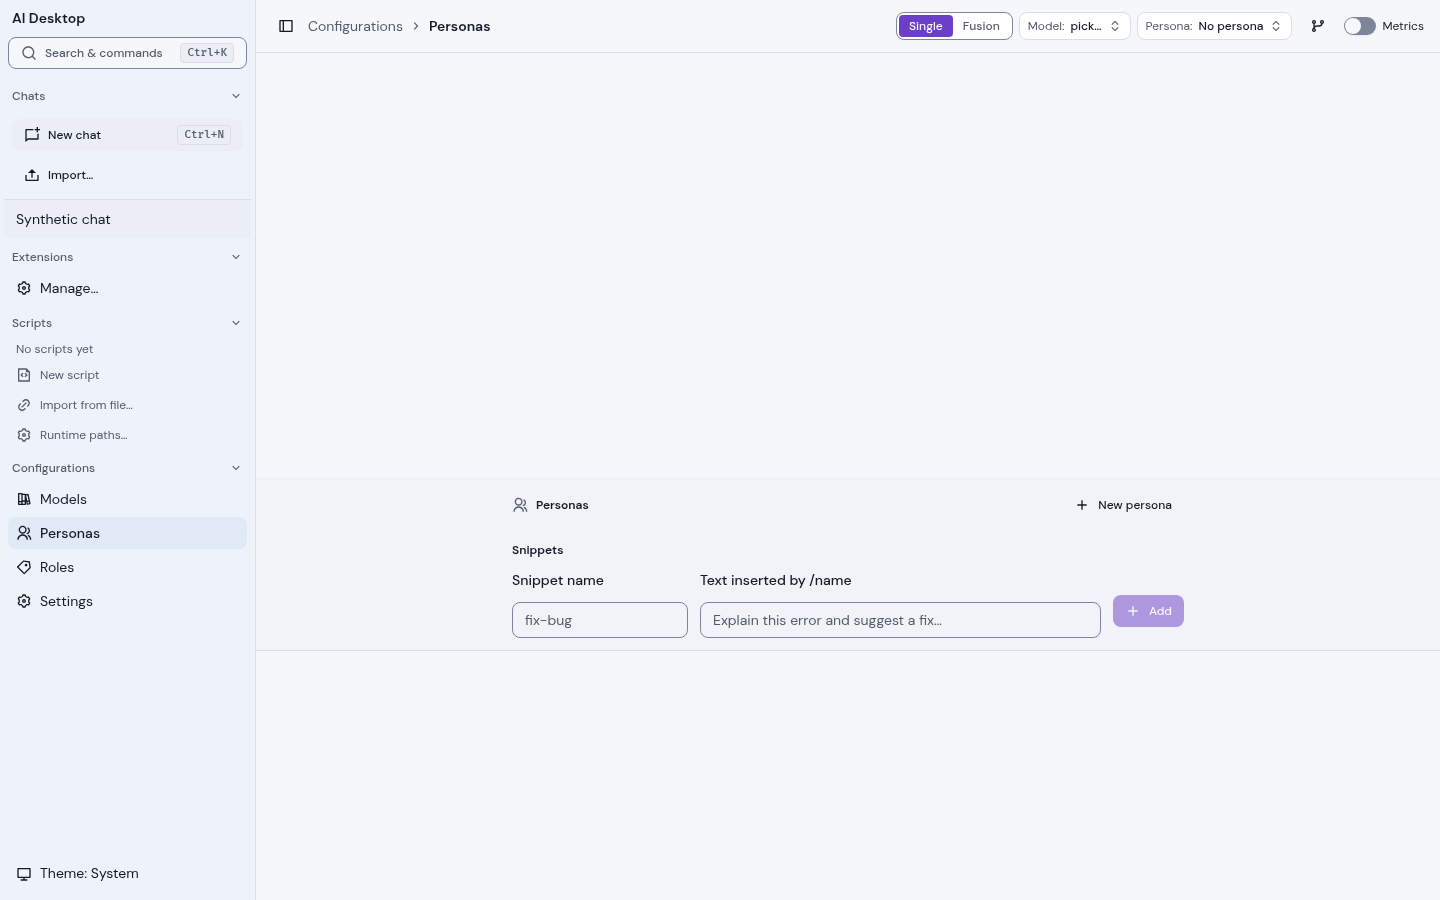 AI Desktop
Search & commands Ctrl+K
Chats
New chat Ctrl+N
Import...
Synthetic chat
Extensions
Manage...
Scripts
No scripts yet
New script
Import from file...
Runtime paths...
Configurations
Models
Personas
Roles
Settings
Theme: System
Configurations > Personas
Single Fusion
Model: pick...
Persona: No persona
Metrics
Personas
New persona
Snippets
Snippet name Text inserted by /name
fix-bug Explain this error and suggest a fix...
Add